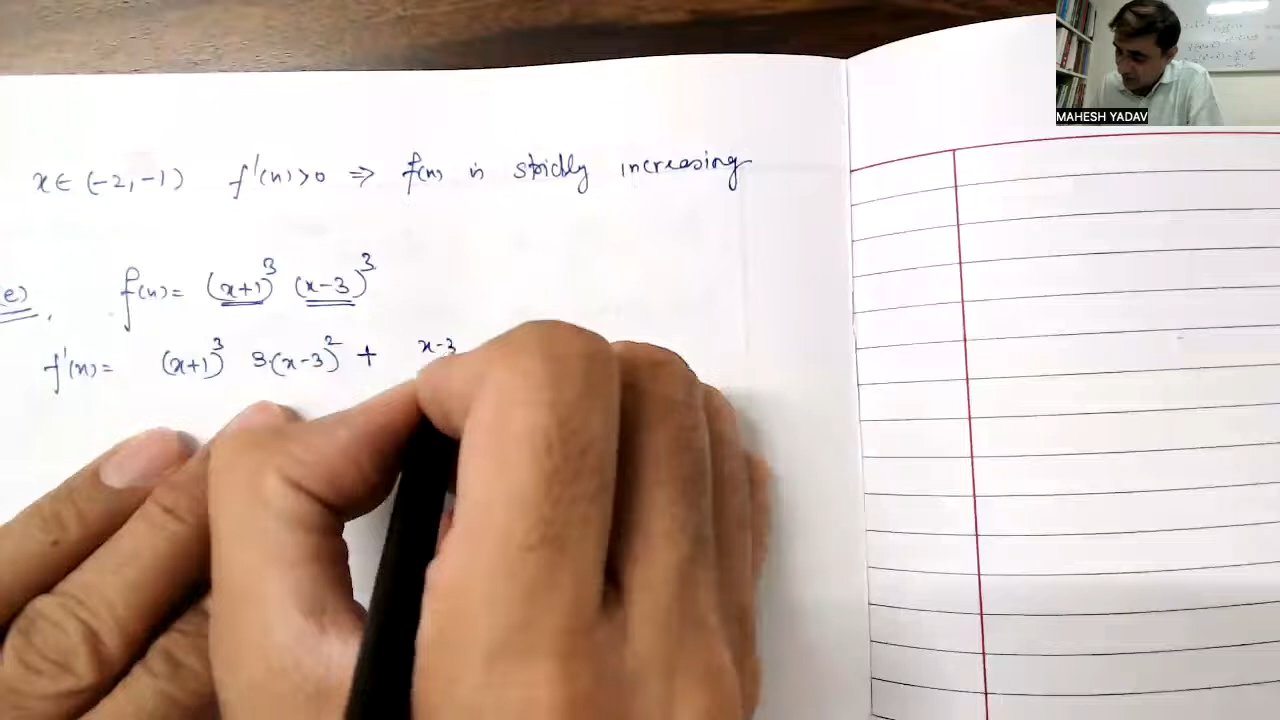 MAHESH YADAV
x ∈ (-2, -1) f'(x) > 0 ⇒ f(x) is strictly increasing
(e), f(x) = (x+1)³ (x-3)³
f'(x) = (x+1)³ 3(x-3)² + x-3